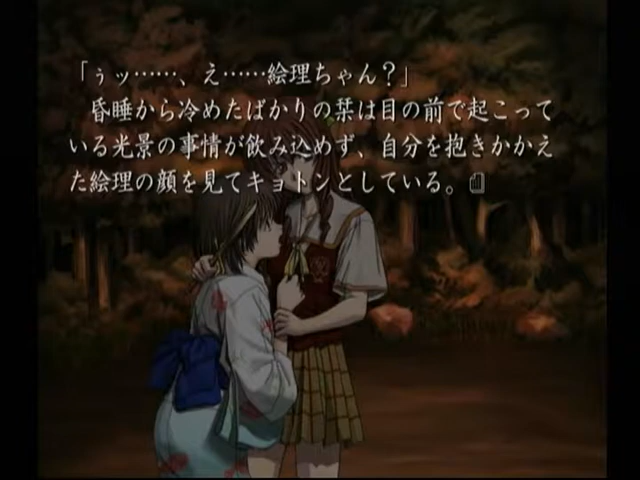 「ぅッ……、え……絵理ちゃん？」
昏睡から冷めたばかりの栞は目の前で起こって
いる光景の事情が飲み込めず、自分を抱きかかえ
た絵理の顔を見てキョトンとしている。